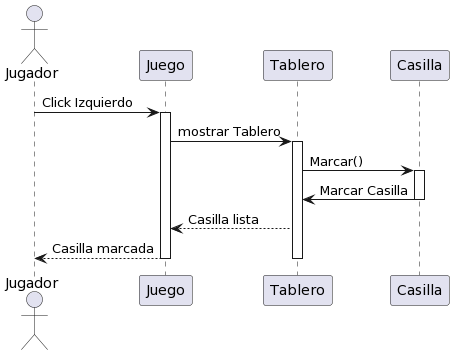 Jugador
Juego
Tablero
Casilla
Click Izquierdo
mostrar Tablero
Marcar()
Marcar Casilla
Casilla lista
Casilla marcada
Jugador
Juego
Tablero
Casilla